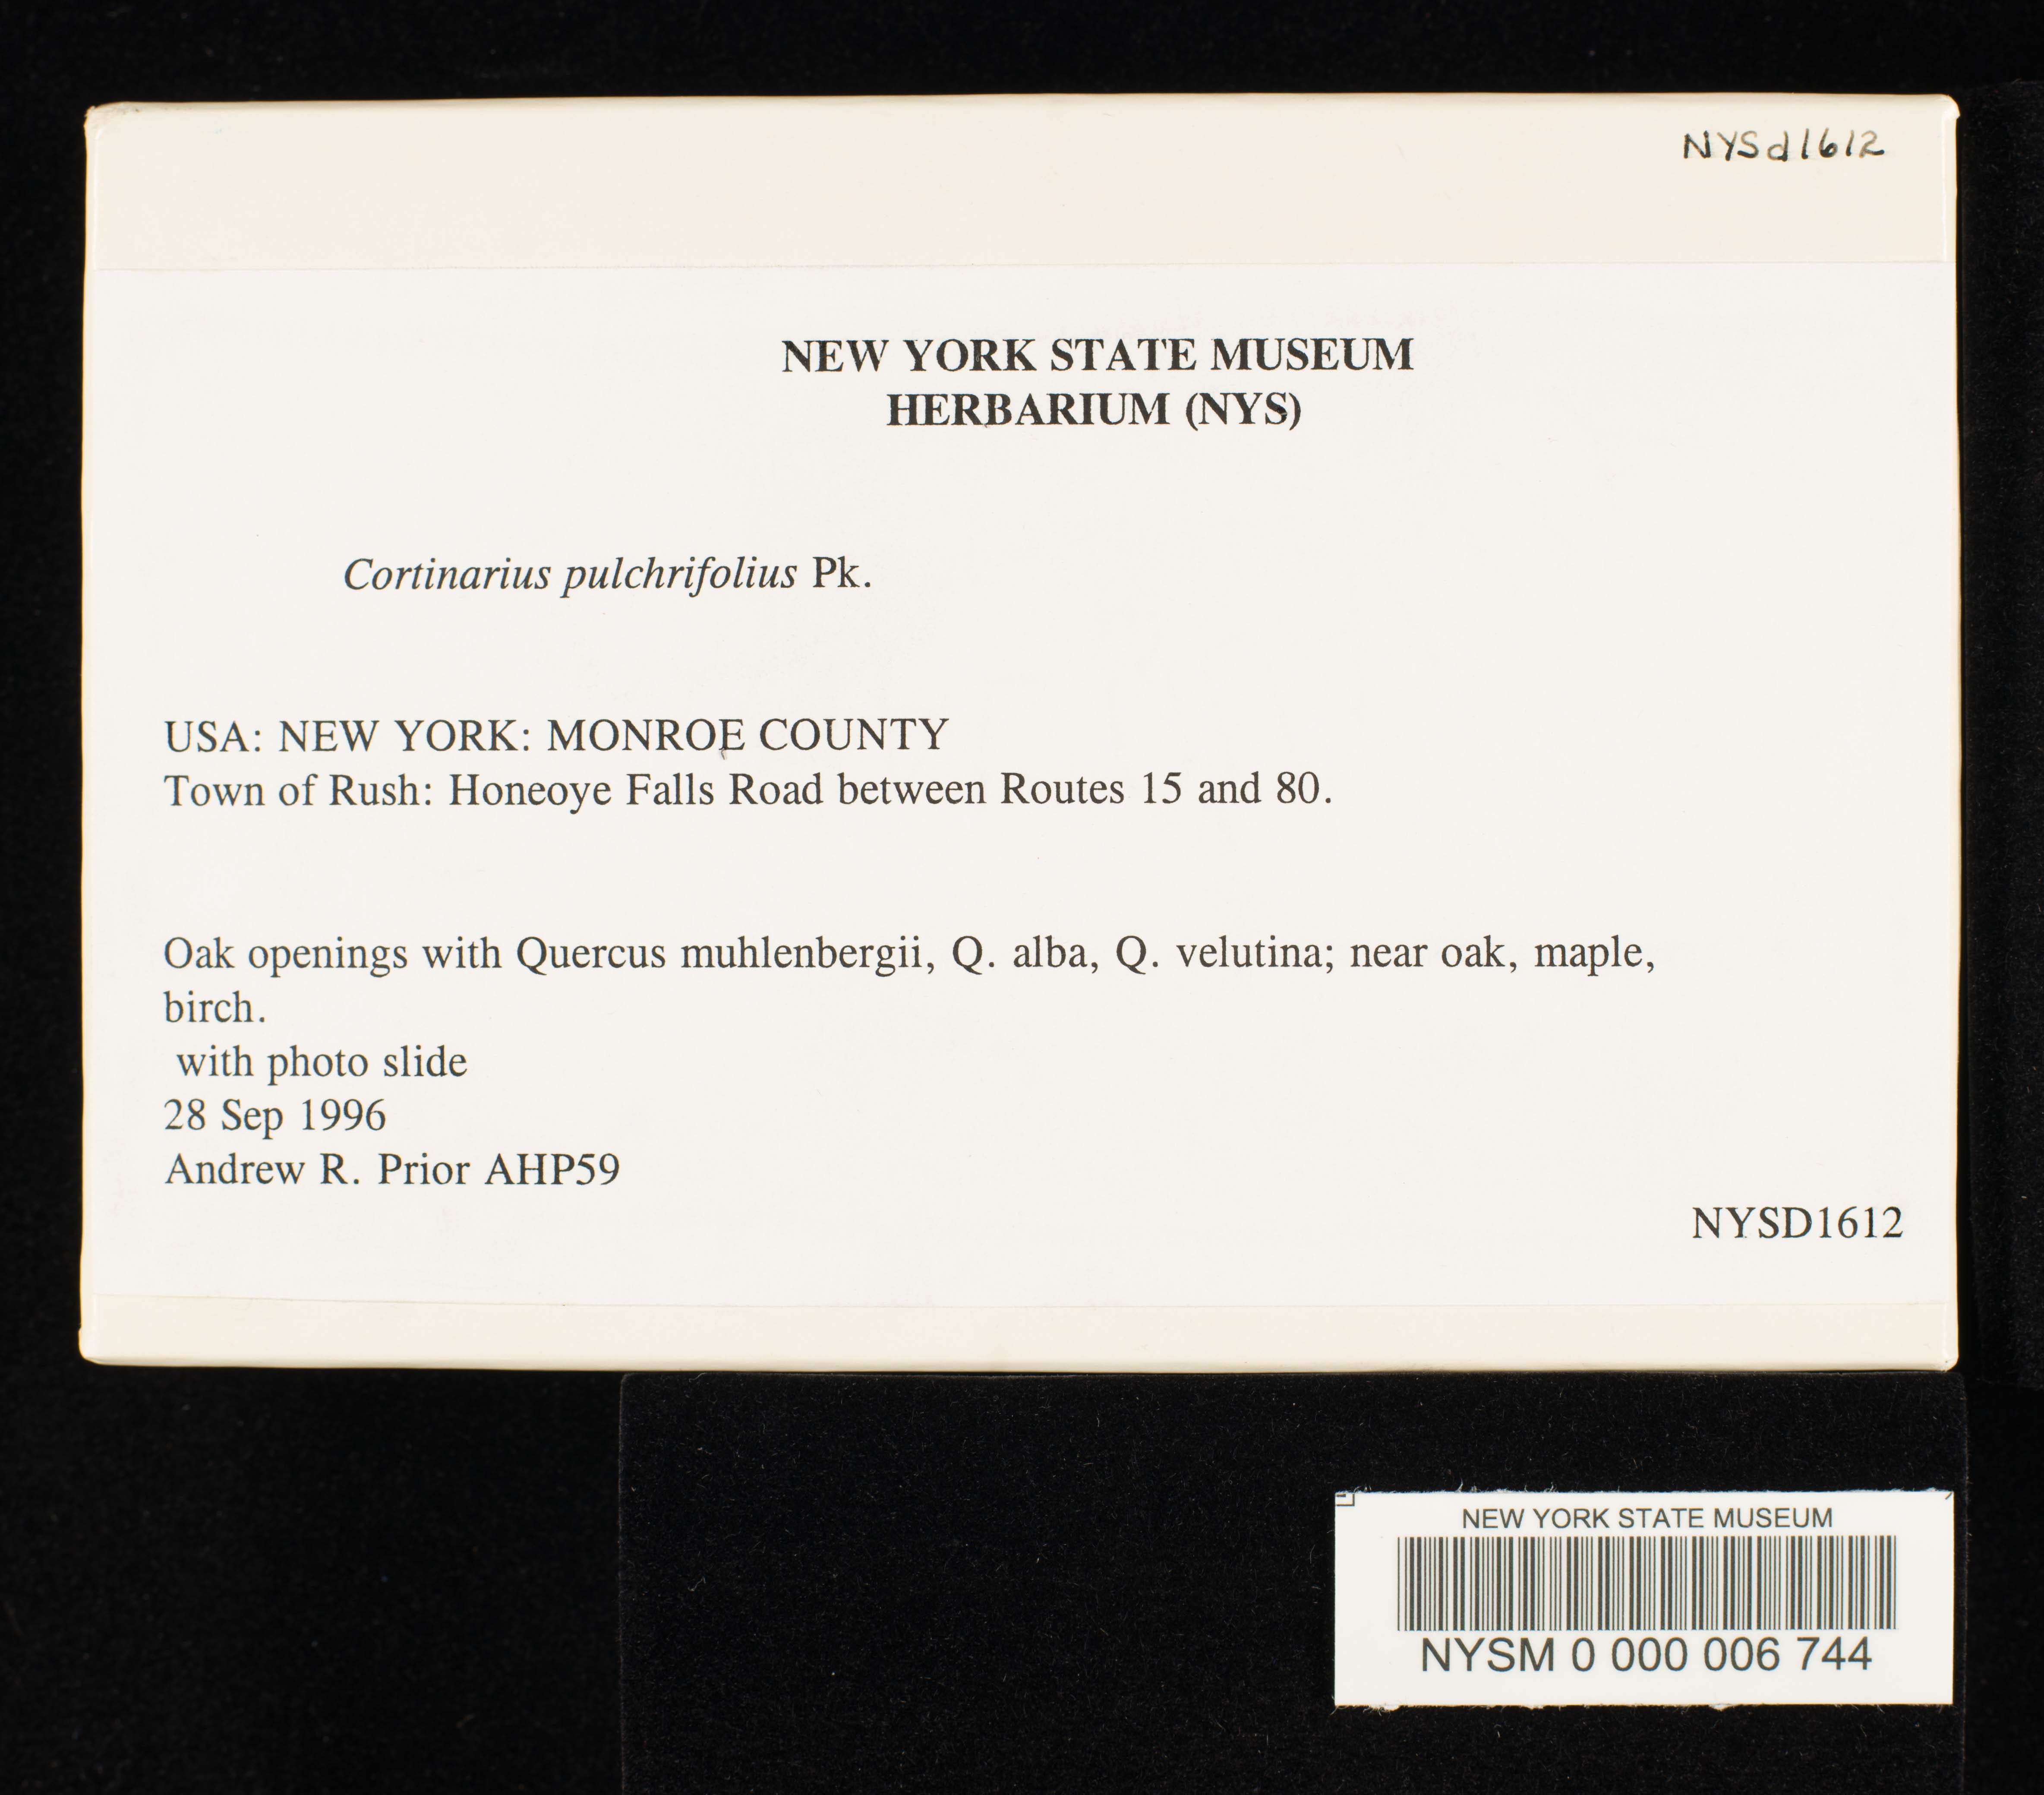 NYSd1612
NEW YORK STATE MUSEUM
HERBARIUM (NYS)
Cortinarius pulchrifolius Pk.
USA: NEW YORK: MONROE COUNTY
Town of Rush: Honeoye Falls Road between Routes 15 and 80.
Oak openings with Quercus muhlenbergii, Q. alba, Q. velutina; near oak, maple,
birch.
with photo slide
28 Sep 1996
Andrew R. Prior AHP59
NYSD1612
NEW YORK STATE MUSEUM
NYSM 0 000 006 744